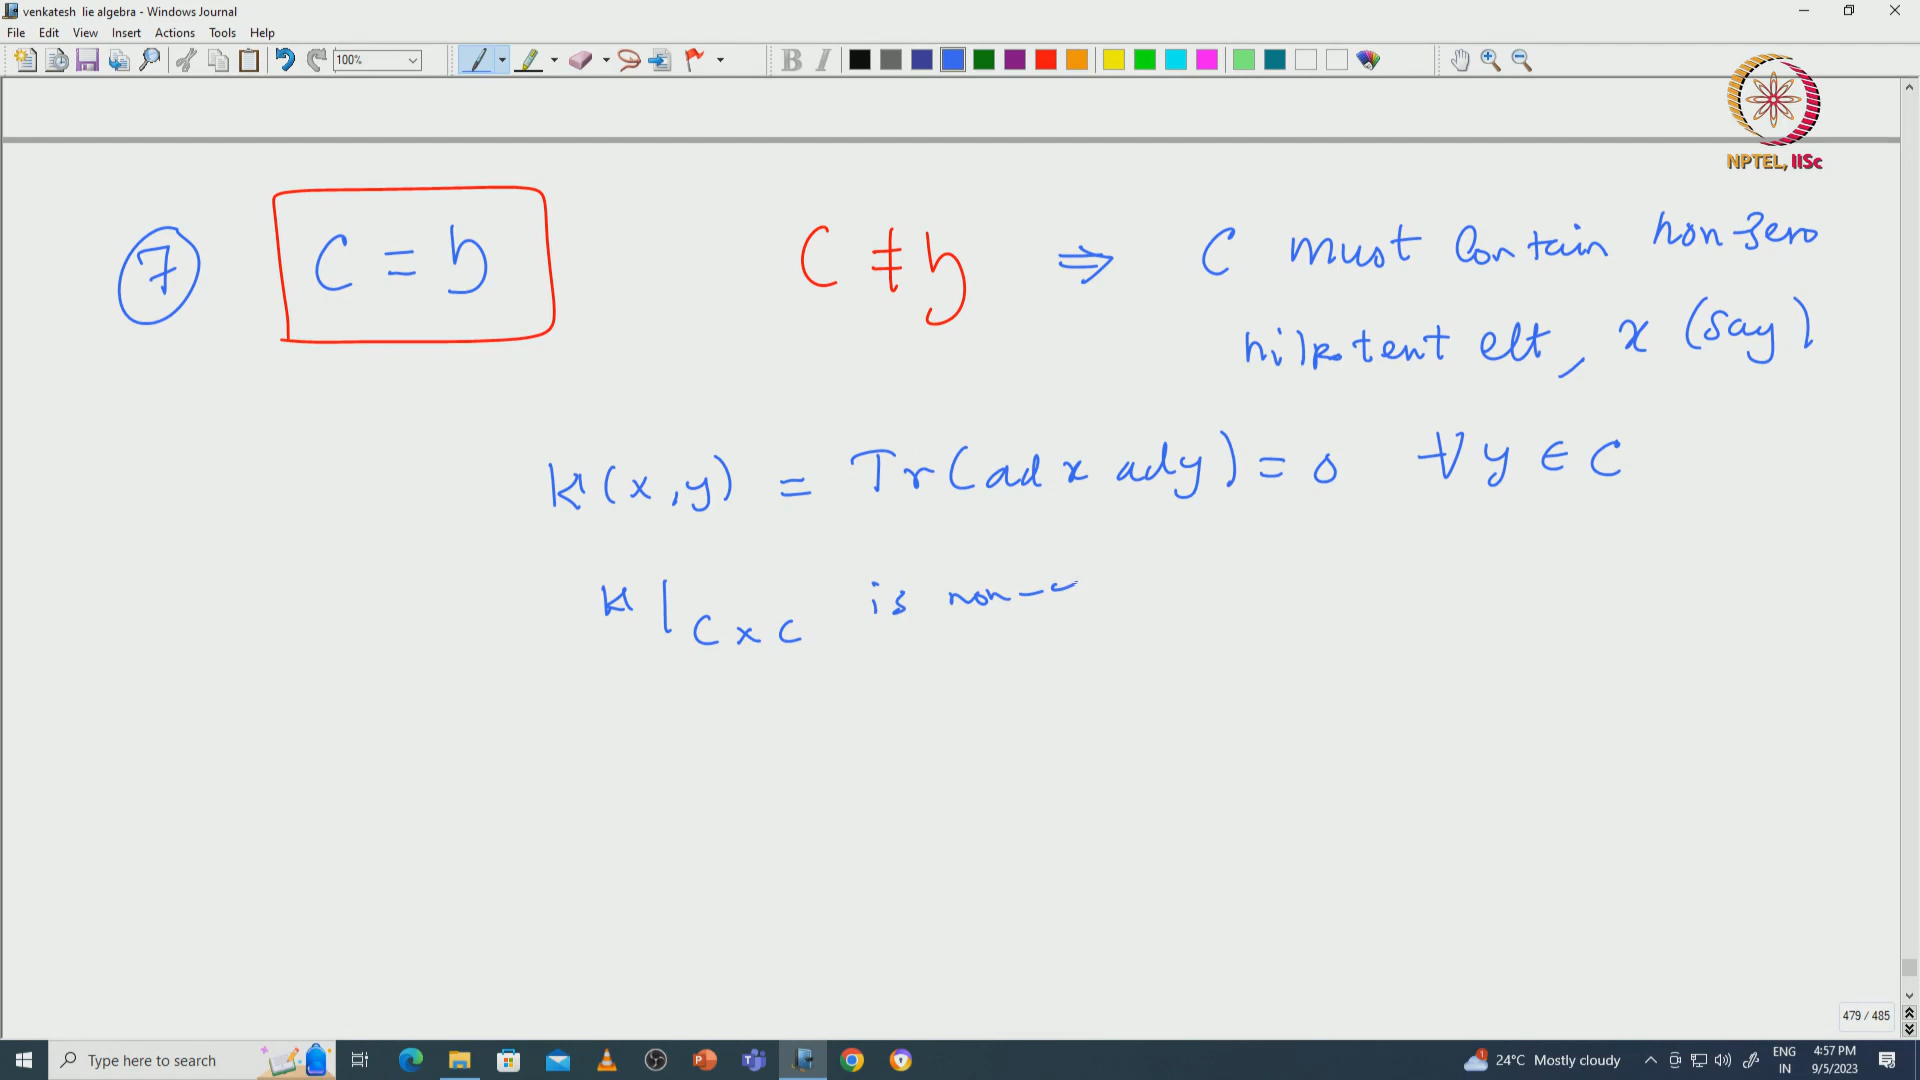 venkatesh lie algebra - Windows Journal
File Edit View Insert Actions Tools Help
100%
B I
NPTEL, IISc
7 C = h C ≠ h ⇒ C must contain non-zero
nilpotent elt, x (say)
κ(x,y) = Tr(ad x ad y) = 0 ∀ y ∈ C
κ|C×C is non-
479 / 485
Type here to search
24°C Mostly cloudy
ENG
IN
4:57 PM
9/5/2023